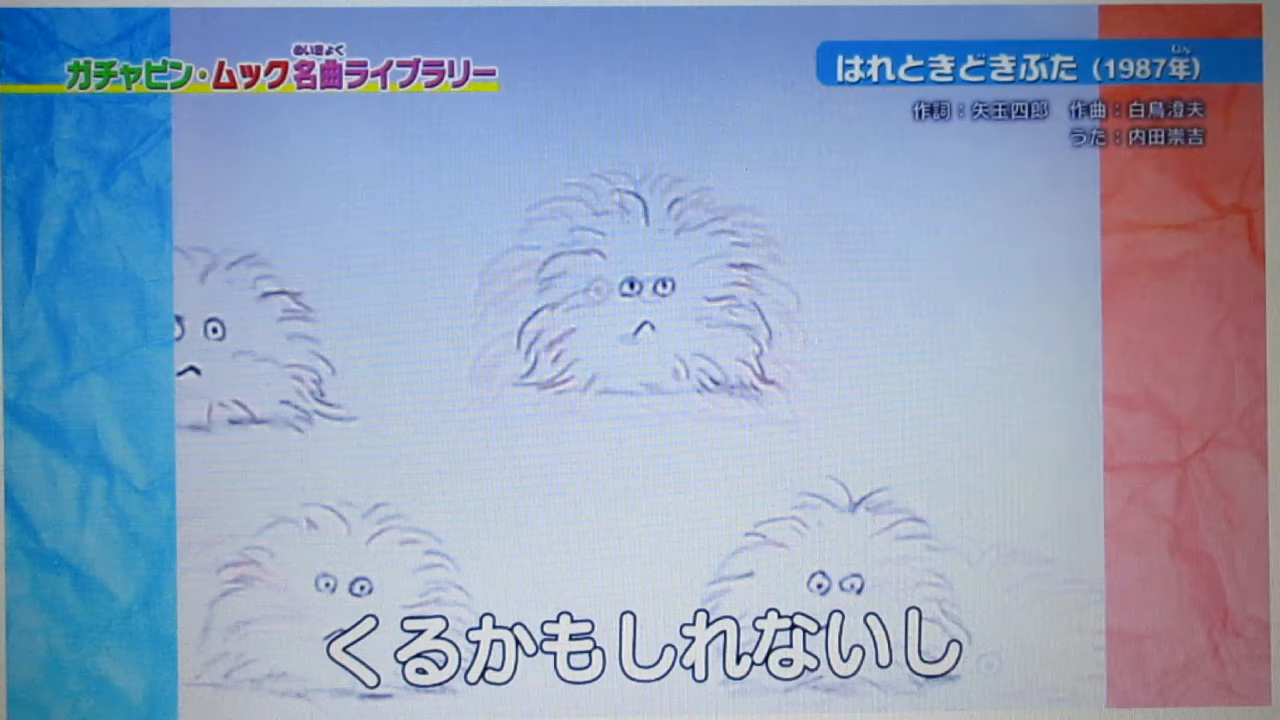 めいきょく
ガチャピン・ムック名曲ライブラリー
ねん
はれときどきぶた（1987年）
作詞：矢玉四郎　作曲：白鳥澄夫
うた：内田崇吉
くるかもしれないし